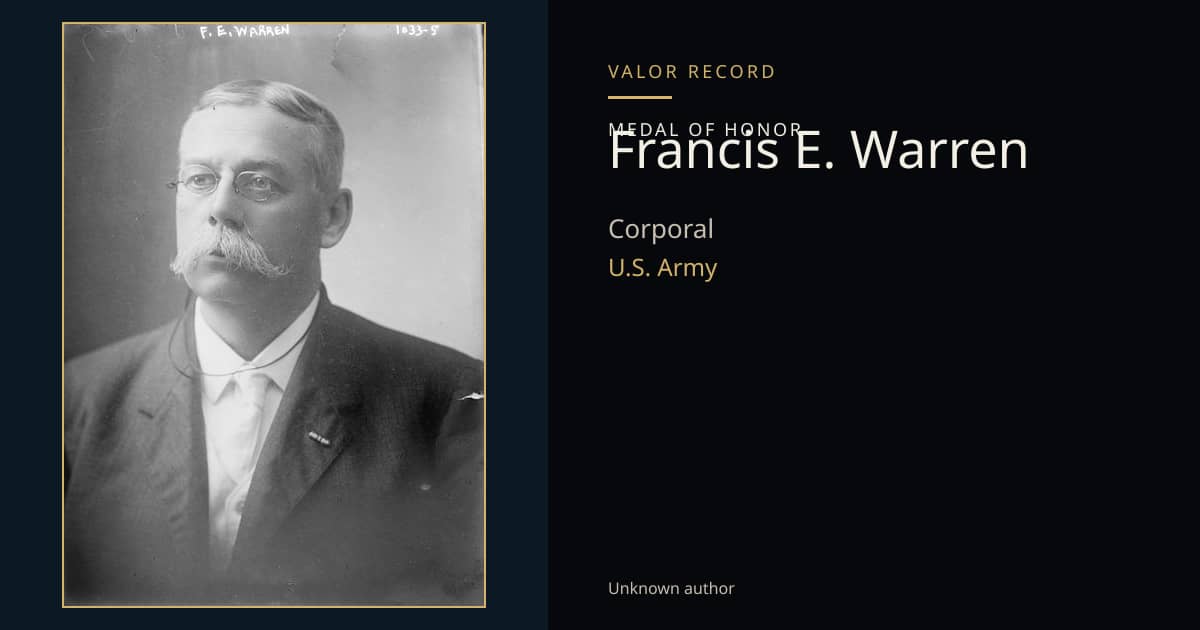 F. E. WARREN
1033-5
VALOR RECORD
MEDAL OF HONOR
Francis E. Warren
Corporal
U.S. Army
Unknown author